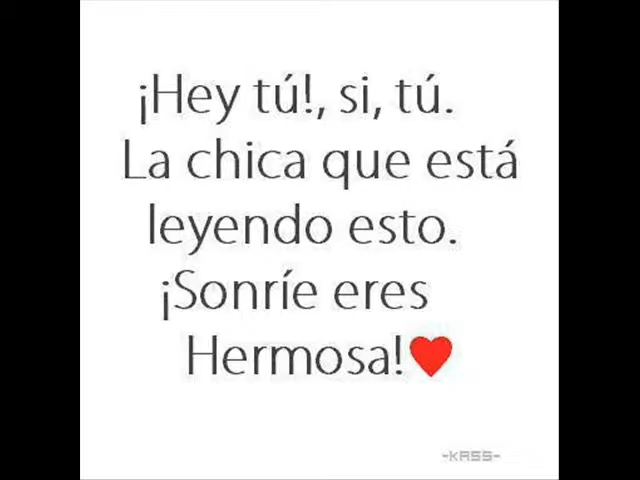 ¡Hey tú!, si, tú.
La chica que está
leyendo esto.
¡Sonríe eres
Hermosa!♥
-KASS-